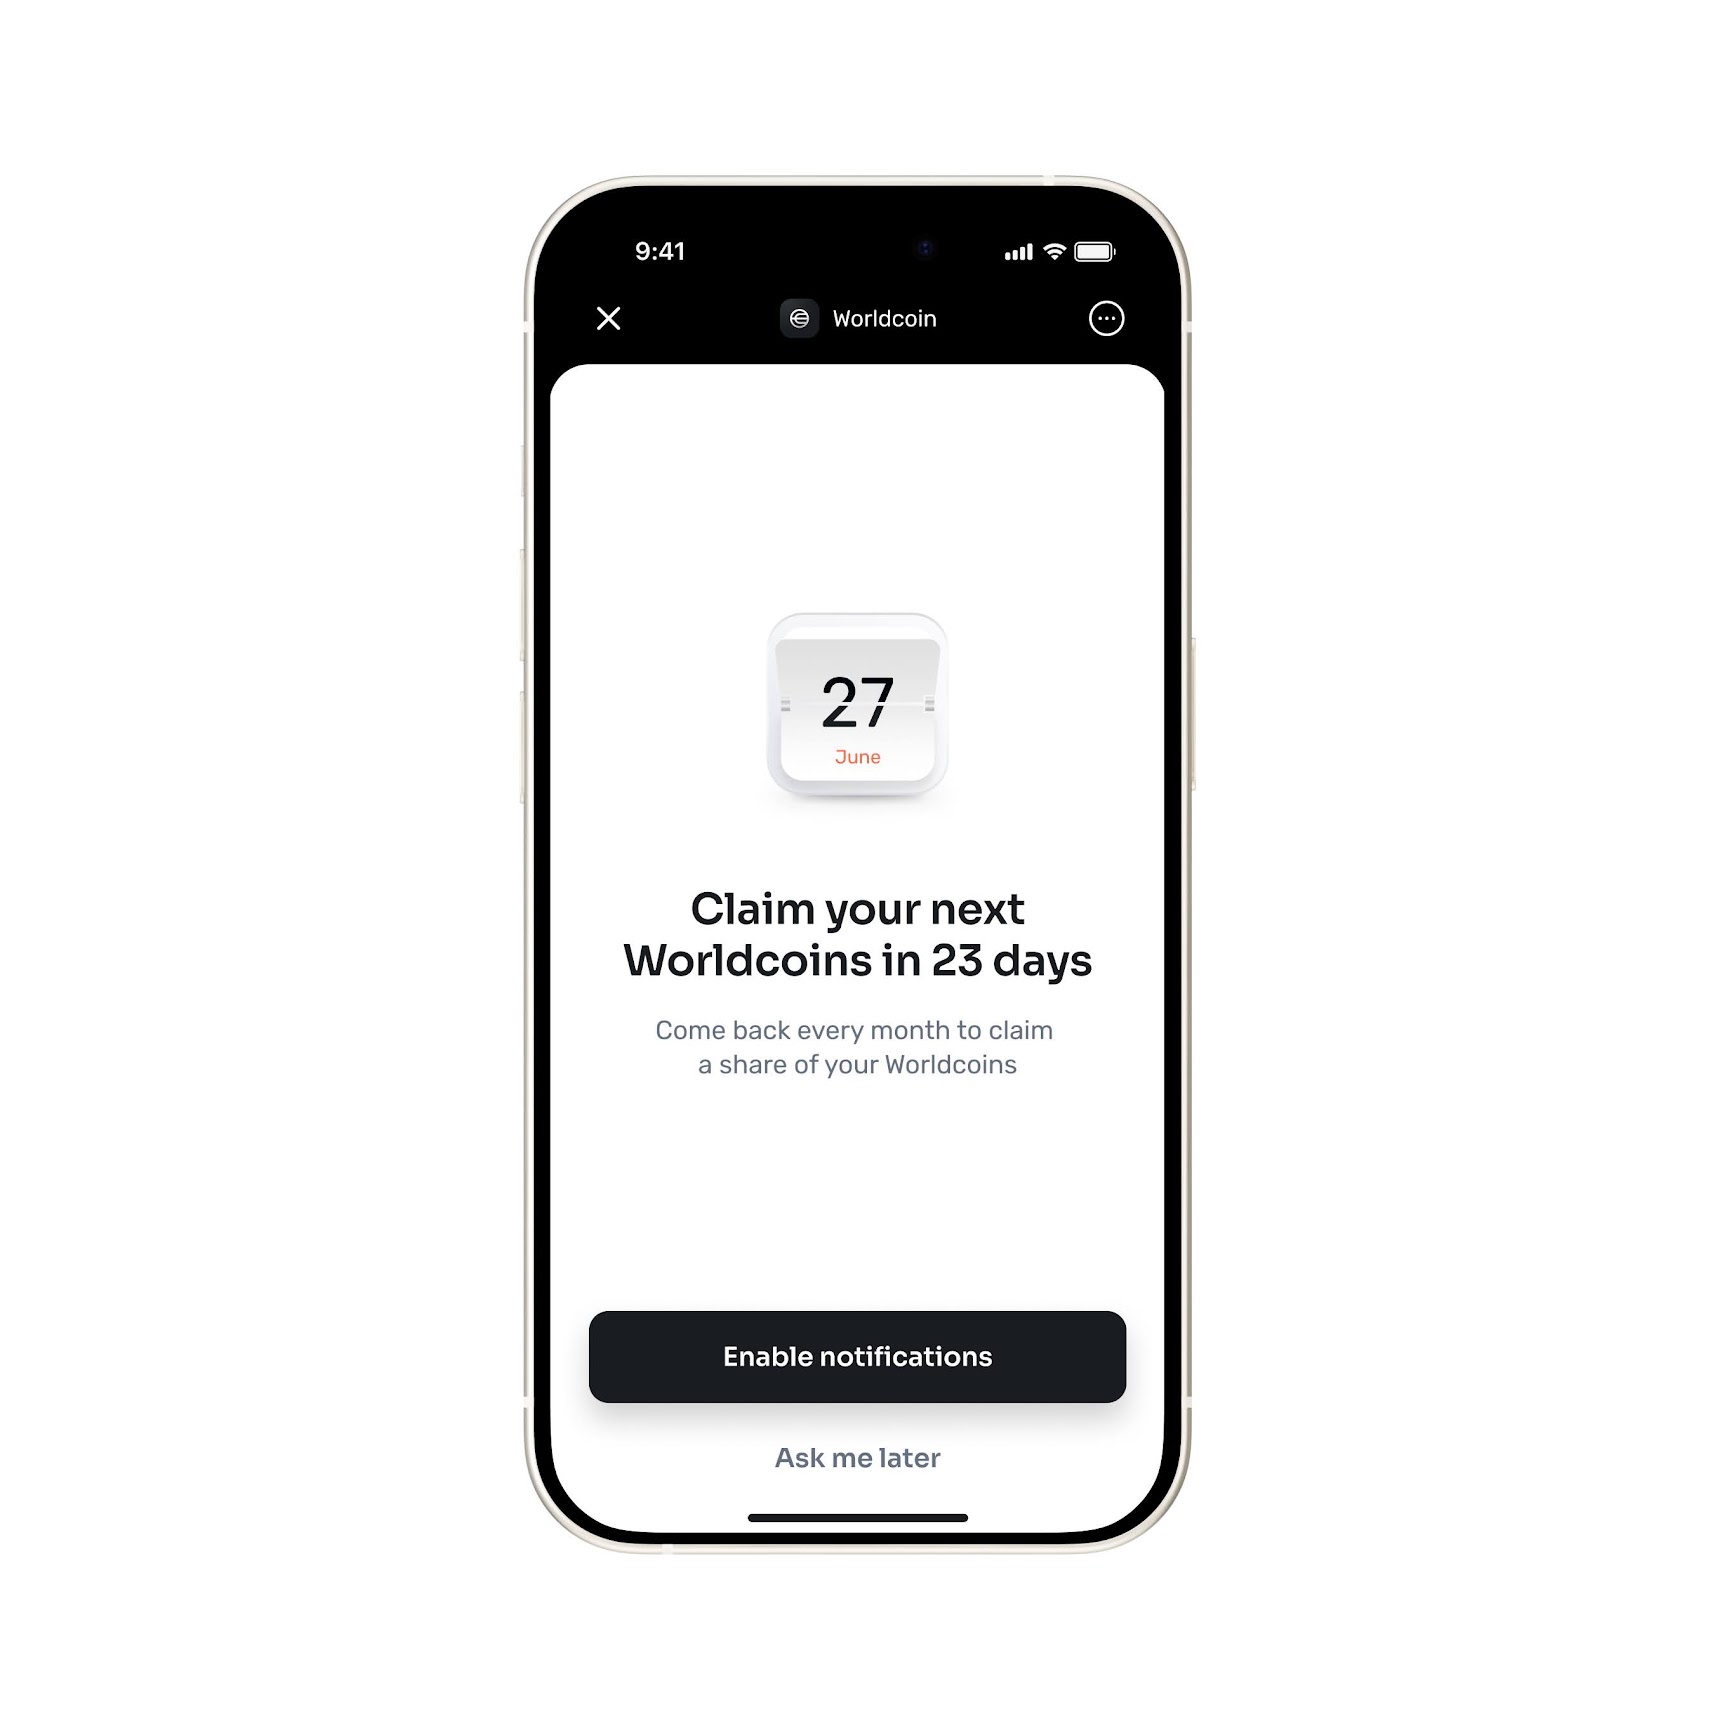 9:41
Worldcoin
27
June
Claim your next
Worldcoins in 23 days
Come back every month to claim
a share of your Worldcoins
Enable notifications
Ask me later